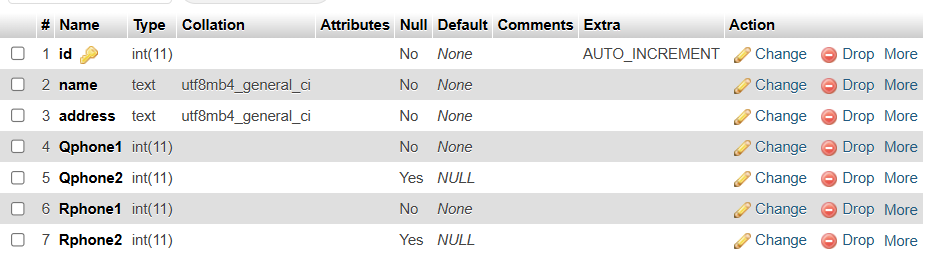 # Name Type Collation Attributes Null Default Comments Extra Action
1 id int(11) No None AUTO_INCREMENT Change Drop More
2 name text utf8mb4_general_ci No None Change Drop More
3 address text utf8mb4_general_ci No None Change Drop More
4 Qphone1 int(11) No None Change Drop More
5 Qphone2 int(11) Yes NULL Change Drop More
6 Rphone1 int(11) No None Change Drop More
7 Rphone2 int(11) Yes NULL Change Drop More